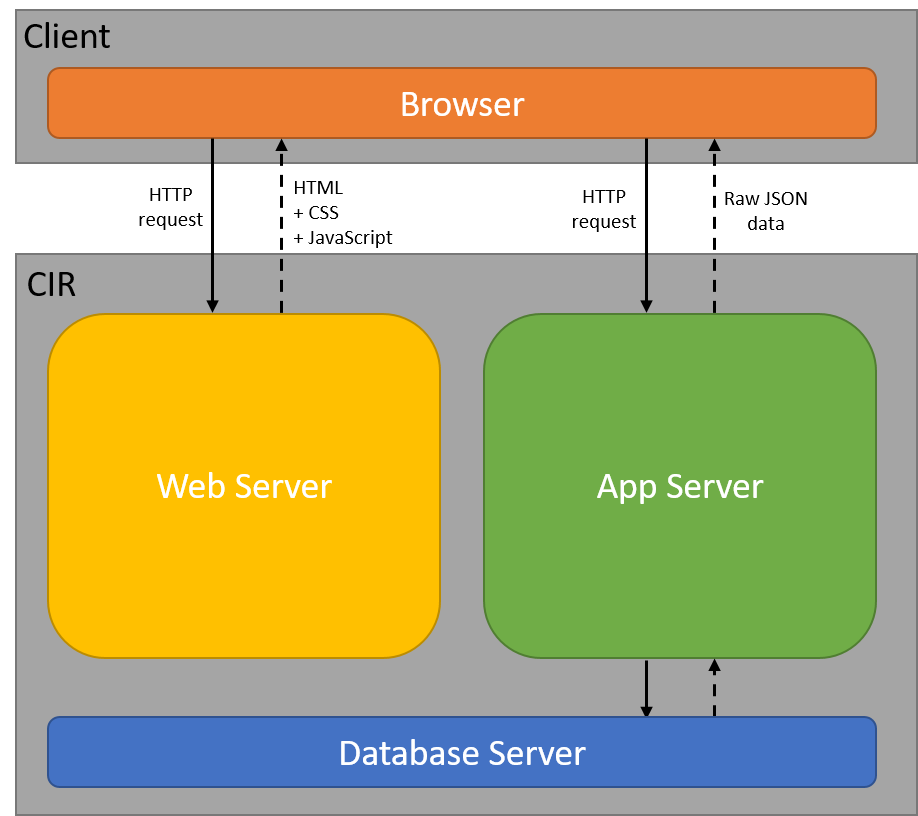 Client
Browser
HTTP
request
HTML
+ CSS
+ JavaScript
HTTP
request
Raw JSON
data
CIR
Web Server
App Server
Database Server